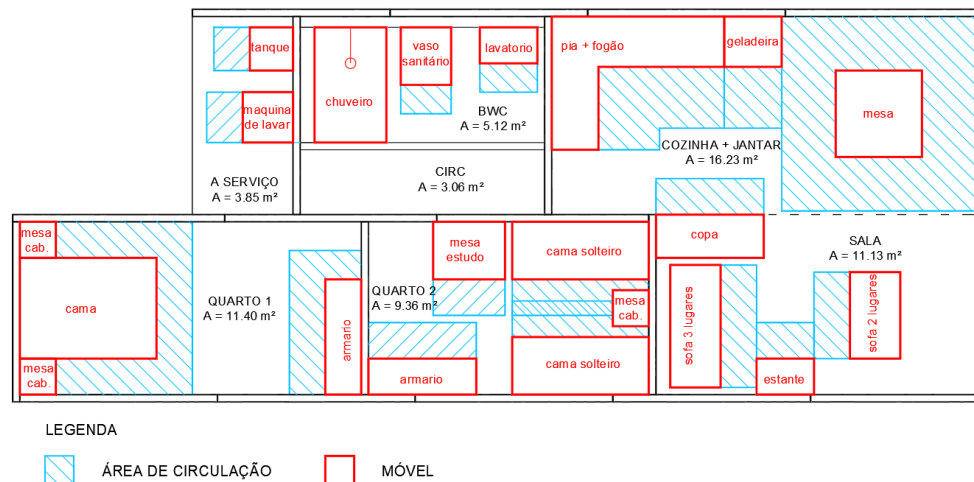 tanque
vaso
sanitário
lavatorio
pia + fogão
geladeira
maquina
de lavar
chuveiro
BWC
A = 5.12 m²
mesa
COZINHA + JANTAR
A = 16.23 m²
A SERVIÇO
A = 3.85 m²
CIRC
A = 3.06 m²
mesa
cab.
cama
mesa
cab.
QUARTO 1
A = 11.40 m²
armario
QUARTO 2
A = 9.36 m²
mesa
estudo
armario
cama solteiro
mesa
cab.
cama solteiro
copa
SALA
A = 11.13 m²
sofa 3 lugares
estante
sofa 2 lugares
LEGENDA
ÁREA DE CIRCULAÇÃO
MÓVEL